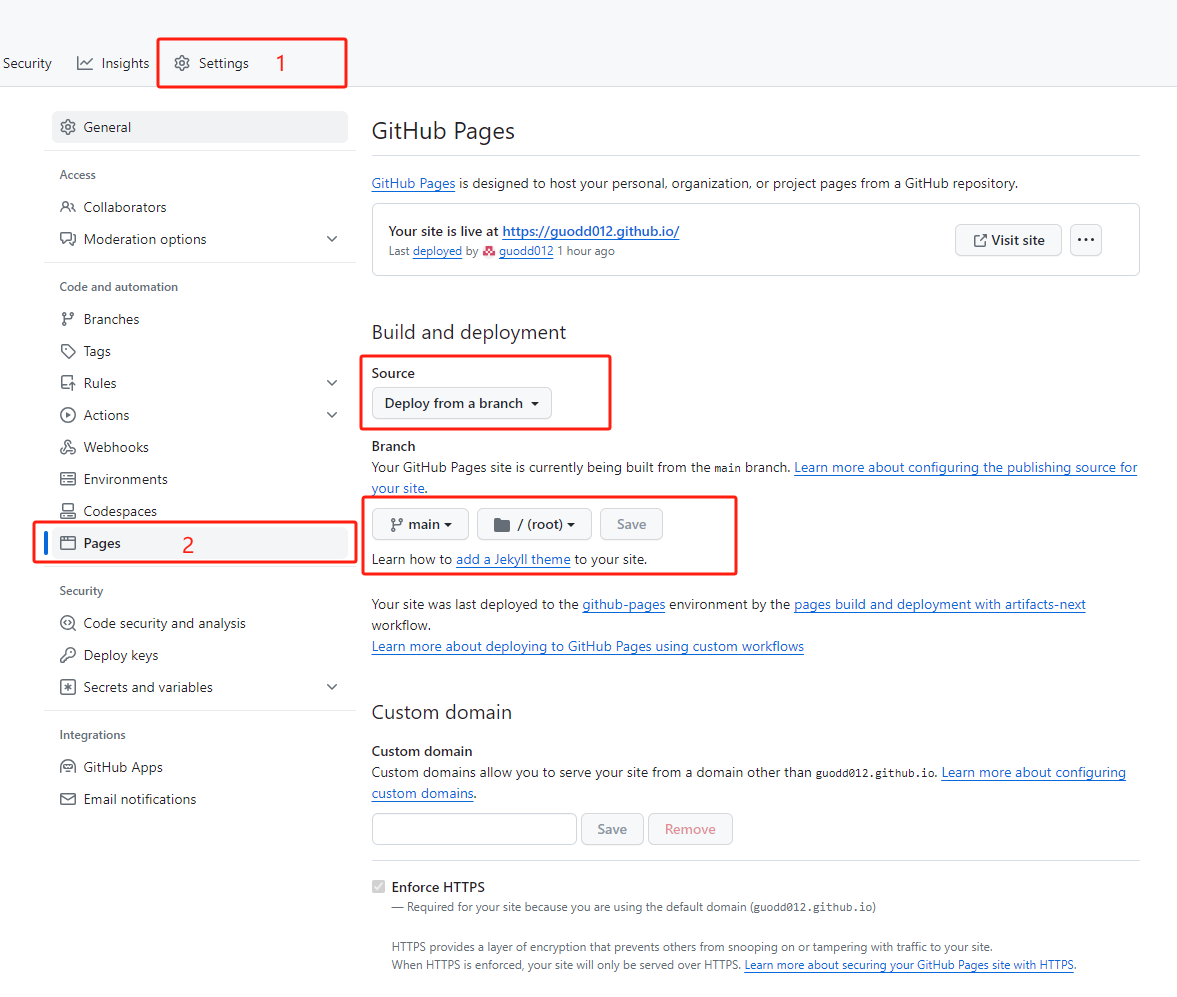 Security Insights Settings 1
General
Access
Collaborators
Moderation options
Code and automation
Branches
Tags
Rules
Actions
Webhooks
Environments
Codespaces
Pages 2
Security
Code security and analysis
Deploy keys
Secrets and variables
Integrations
GitHub Apps
Email notifications
GitHub Pages
GitHub Pages is designed to host your personal, organization, or project pages from a GitHub repository.
Your site is live at https://guodd012.github.io/
Last deployed by guodd012 1 hour ago
Visit site
Build and deployment
Source
Deploy from a branch
Branch
Your GitHub Pages site is currently being built from the main branch. Learn more about configuring the publishing source for
your site.
main / (root) Save
Learn how to add a Jekyll theme to your site.
Your site was last deployed to the github-pages environment by the pages build and deployment with artifacts-next
workflow.
Learn more about deploying to GitHub Pages using custom workflows
Custom domain
Custom domain
Custom domains allow you to serve your site from a domain other than guodd012.github.io. Learn more about configuring
custom domains.
Save Remove
Enforce HTTPS
— Required for your site because you are using the default domain (guodd012.github.io)
HTTPS provides a layer of encryption that prevents others from snooping on or tampering with traffic to your site.
When HTTPS is enforced, your site will only be served over HTTPS. Learn more about securing your GitHub Pages site with HTTPS.